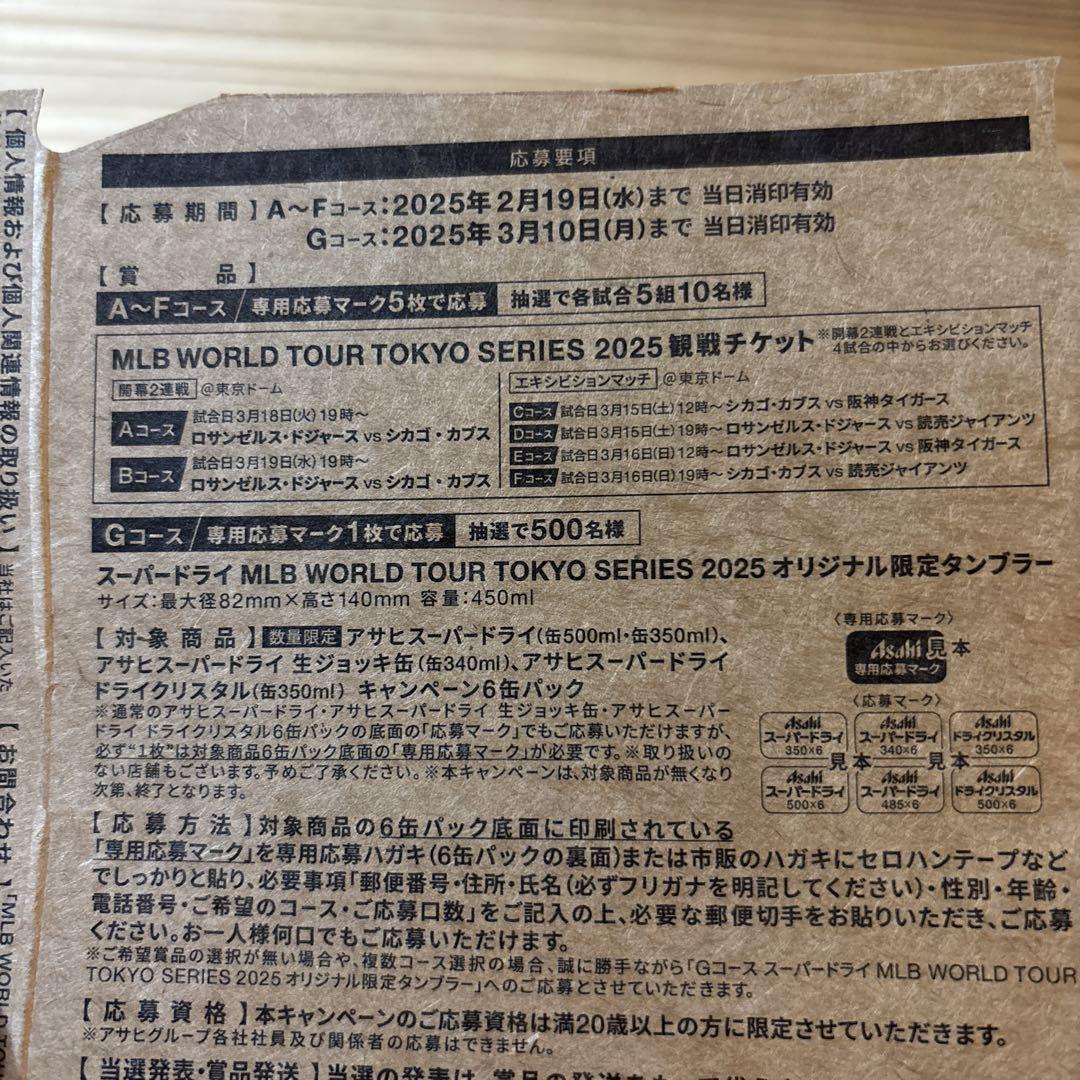 応募要項
【応募期間】A〜Fコース:2025年2月19日(水)まで 当日消印有効
Gコース:2025年3月10日(月)まで 当日消印有効
【賞品】
A〜Fコース/専用応募マーク5枚で応募 抽選で各試合5組10名様
MLB WORLD TOUR TOKYO SERIES 2025 観戦チケット ※開幕2連戦とエキシビションマッチ
4試合の中からお選びください。
開幕2連戦 @東京ドーム
Aコース 試合日3月18日(火)19時〜
ロサンゼルス・ドジャース vs シカゴ・カブス
Bコース 試合日3月19日(水)19時〜
ロサンゼルス・ドジャース vs シカゴ・カブス
エキシビションマッチ @東京ドーム
Cコース 試合日3月15日(土)12時〜シカゴ・カブス vs 阪神タイガース
Dコース 試合日3月15日(土)19時〜ロサンゼルス・ドジャース vs 読売ジャイアンツ
Eコース 試合日3月16日(日)12時〜ロサンゼルス・ドジャース vs 阪神タイガース
Fコース 試合日3月16日(日)19時〜シカゴ・カブス vs 読売ジャイアンツ
Gコース/専用応募マーク1枚で応募 抽選で500名様
スーパードライ MLB WORLD TOUR TOKYO SERIES 2025 オリジナル限定タンブラー
サイズ:最大径82mm×高さ140mm 容量:450ml
【対象商品】数量限定 アサヒスーパードライ(缶500ml・缶350ml)、
アサヒスーパードライ 生ジョッキ缶(缶340ml)、アサヒスーパードライ
ドライクリスタル(缶350ml) キャンペーン6缶パック
※通常のアサヒスーパードライ・アサヒスーパードライ 生ジョッキ缶・アサヒスーパー
ドライ ドライクリスタル6缶パックの底面の「応募マーク」でもご応募いただけますが、
必ず"1枚"は対象商品6缶パック底面の「専用応募マーク」が必要です。※取り扱いの
ない店舗もございます。予めご了承ください。※本キャンペーンは、対象商品が無くなり
次第、終了となります。
〈専用応募マーク〉
Asahi 見本
専用応募マーク
〈応募マーク〉
Asahi スーパードライ 350×6
Asahi スーパードライ 340×6
Asahi ドライクリスタル 350×6
見本 見本
Asahi スーパードライ 500×6
Asahi スーパードライ 485×6
Asahi ドライクリスタル 500×6
【応募方法】対象商品の6缶パック底面に印刷されている
「専用応募マーク」を専用応募ハガキ(6缶パックの裏面)または市販のハガキにセロハンテープなど
でしっかりと貼り、必要事項「郵便番号・住所・氏名(必ずフリガナを明記してください)・性別・年齢・
電話番号・ご希望のコース・ご応募口数」をご記入の上、必要な郵便切手をお貼りいただき、ご応募
ください。お一人様何口でもご応募いただけます。
※ご希望賞品の選択が無い場合や、複数コース選択の場合、誠に勝手ながら「Gコース スーパードライ MLB WORLD TOUR
TOKYO SERIES 2025 オリジナル限定タンブラー」へのご応募とさせていただきます。
【応募資格】本キャンペーンのご応募資格は満20歳以上の方に限定させていただきます。
※アサヒグループ各社社員及び関係者の応募はできません。
【当選発表・賞品発送】当選の発表は、賞品の発送をもって
【個人情報および個人関連情報の取り扱い】当社はご記入いた
【お問合わせ】「MLB WORLD TOU